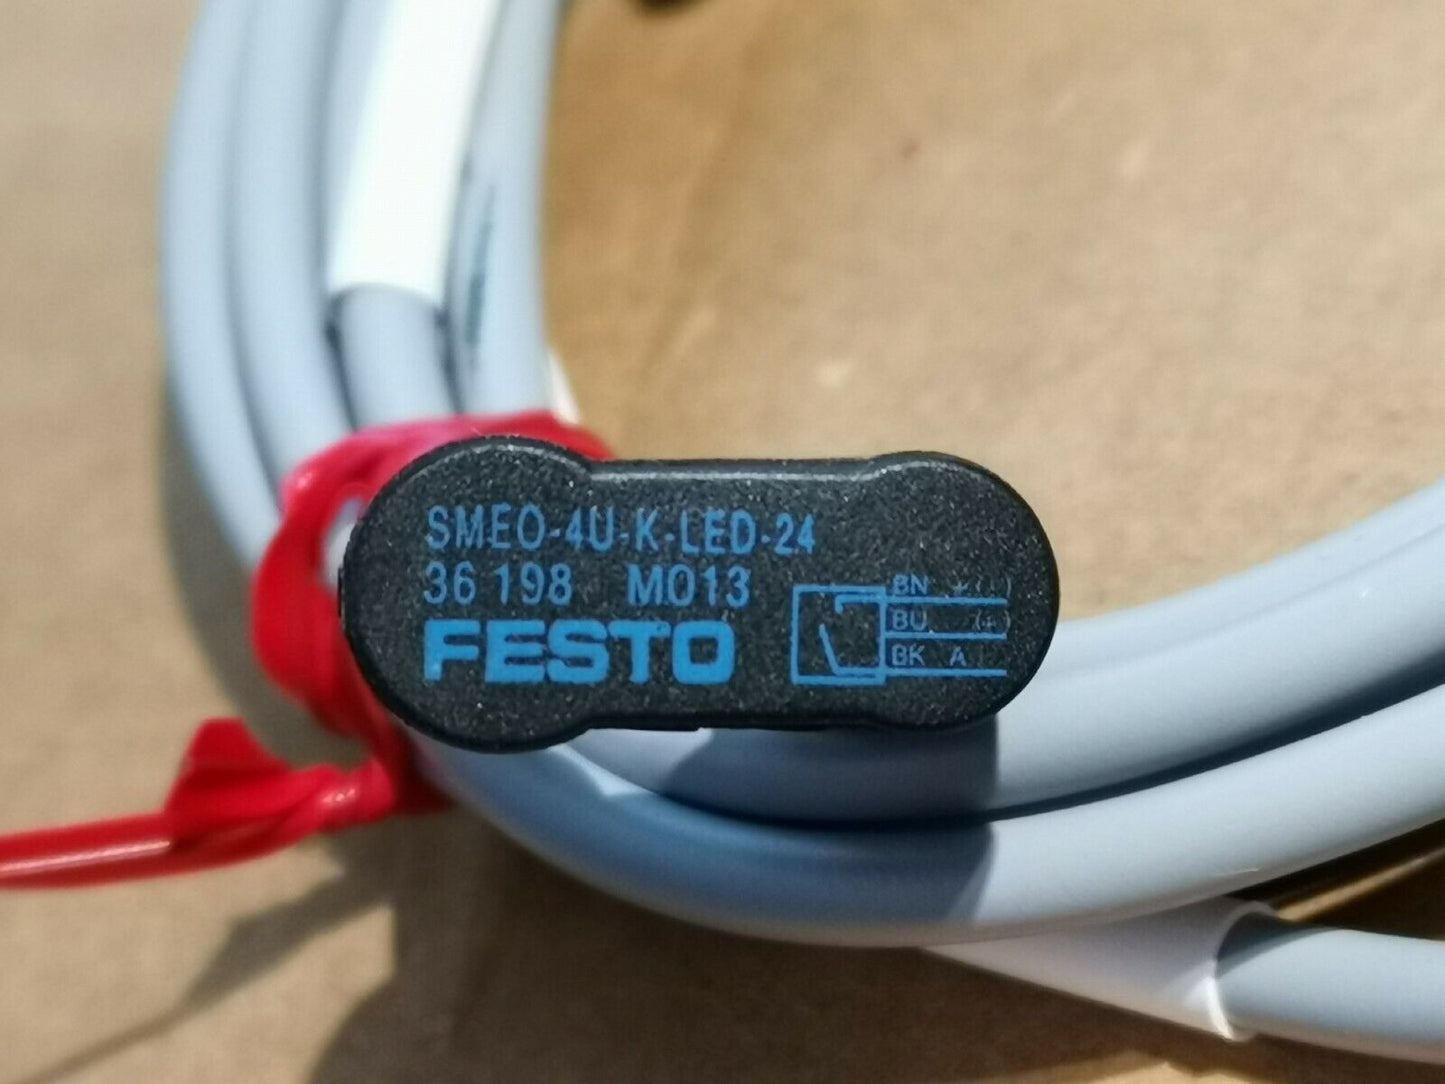 SMEO-4U-K-LED-24
36 198 M013
FESTO
BN
BU
BK A